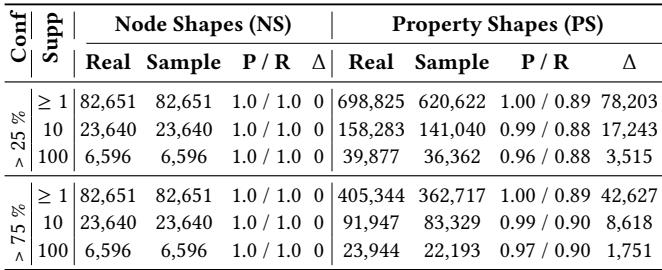 Conf Supp Node Shapes (NS) Property Shapes (PS)
Real Sample P / R Δ Real Sample P / R Δ
> 25 %
≥ 1 82,651 82,651 1.0 / 1.0 0 698,825 620,622 1.00 / 0.89 78,203
10 23,640 23,640 1.0 / 1.0 0 158,283 141,040 0.99 / 0.88 17,243
100 6,596 6,596 1.0 / 1.0 0 39,877 36,362 0.96 / 0.88 3,515
> 75 %
≥ 1 82,651 82,651 1.0 / 1.0 0 405,344 362,717 1.00 / 0.89 42,627
10 23,640 23,640 1.0 / 1.0 0 91,947 83,329 0.99 / 0.90 8,618
100 6,596 6,596 1.0 / 1.0 0 23,944 22,193 0.97 / 0.90 1,751